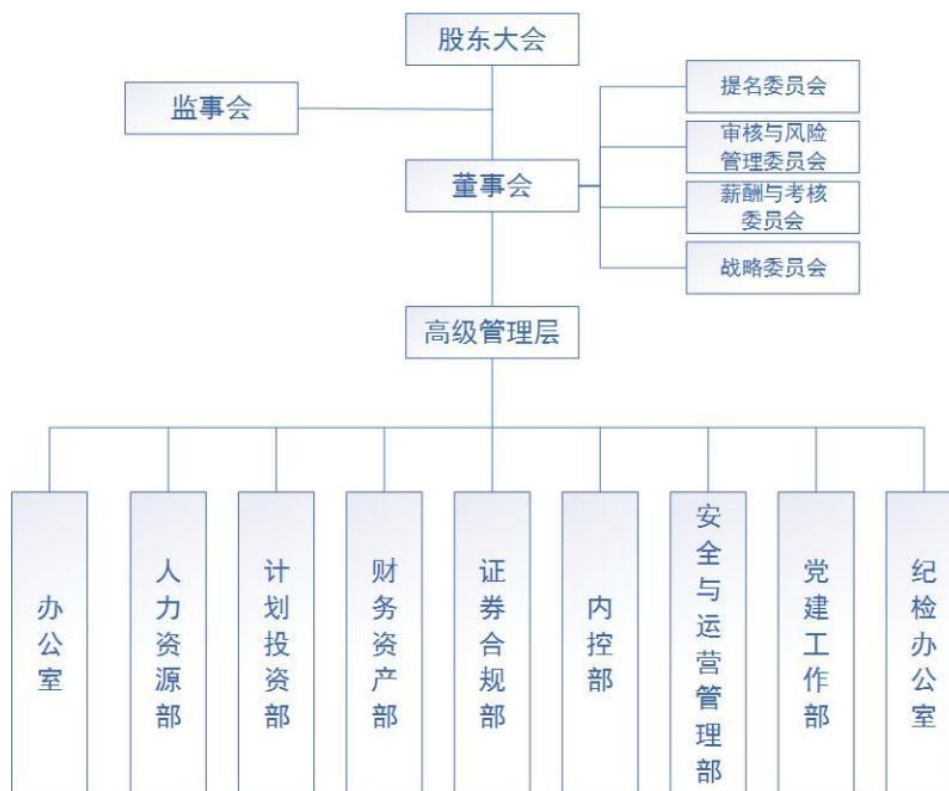 股东大会
监事会
提名委员会
审核与风险
管理委员会
董事会
薪酬与考核
委员会
战略委员会
高级管理层
办公室
人力资源部
计划投资部
财务资产部
证券合规部
内控部
安全与运营管理部
党建工作部
纪检办公室